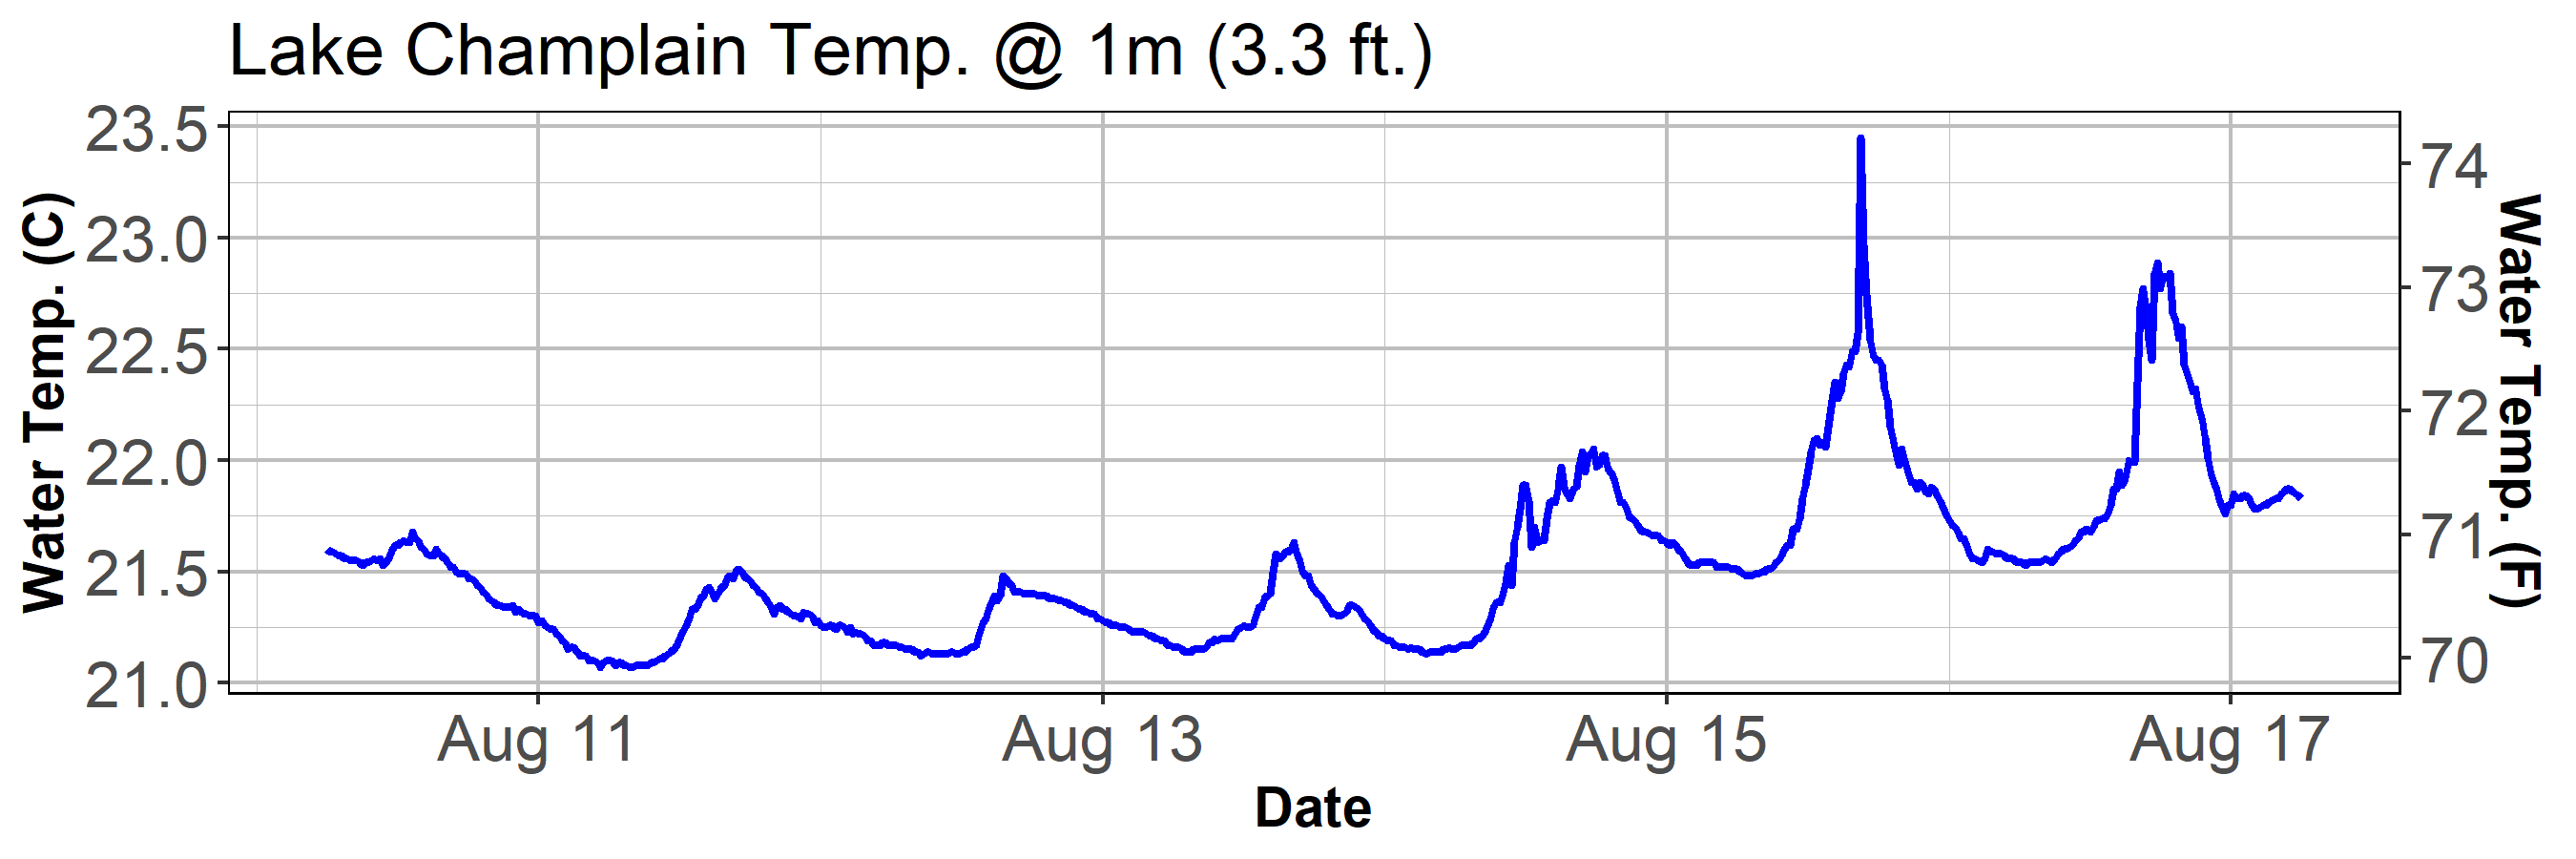 Lake Champlain Temp. @ 1m (3.3 ft.)
Water Temp. (C)
23.5
23.0
22.5
22.0
21.5
21.0
74
73
72
71
70
Water Temp. (F)
Aug 11
Aug 13
Aug 15
Aug 17
Date